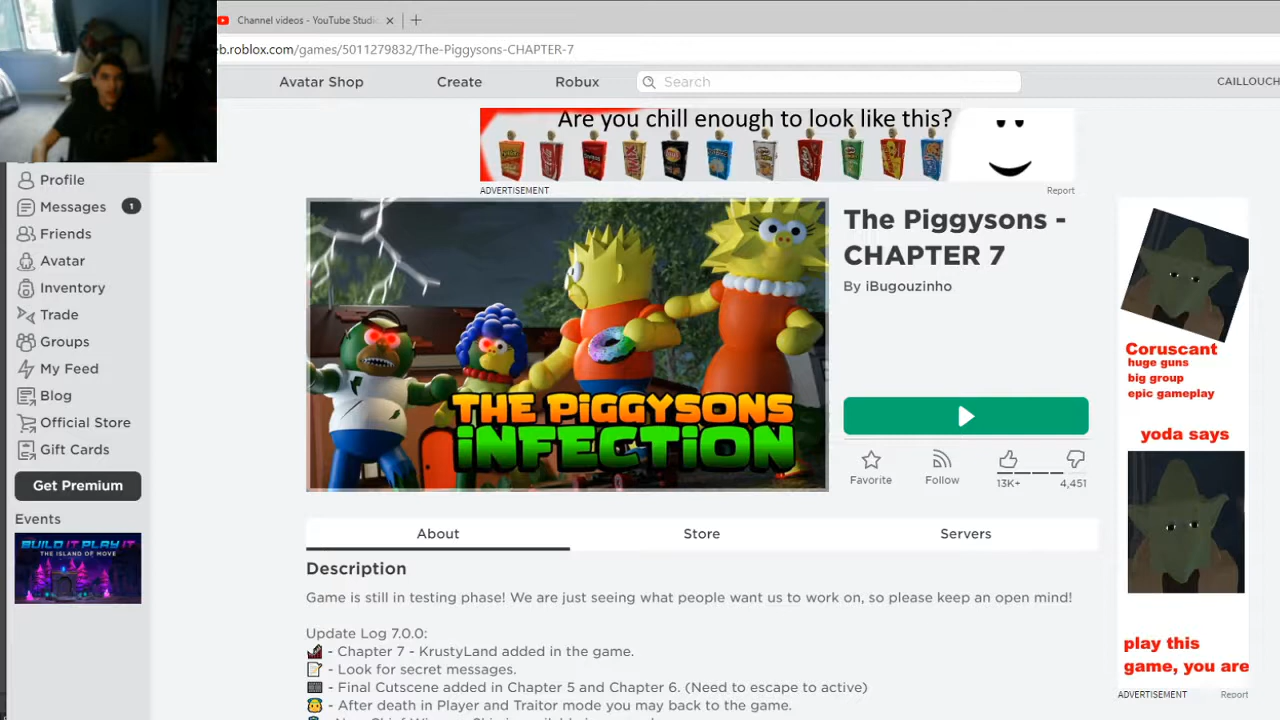 Channel videos - YouTube Studio
eb.roblox.com/games/5011279832/The-Piggysons-CHAPTER-7
Avatar Shop
Create
Robux
Search
CAILLOUCH
Are you chill enough to look like this?
ADVERTISEMENT
Report
Profile
Messages
1
Friends
Avatar
Inventory
Trade
Groups
My Feed
Blog
Official Store
Gift Cards
Get Premium
Events
BUILD IT PLAY IT
THE ISLAND OF MOVE
THE PiGGYSONS
iNFECTiON
The Piggysons -
CHAPTER 7
By iBugouzinho
Favorite
Follow
13K+
4,451
About
Store
Servers
Description
Game is still in testing phase! We are just seeing what people want us to work on, so please keep an open mind!
Update Log 7.0.0:
- Chapter 7 - KrustyLand added in the game.
- Look for secret messages.
- Final Cutscene added in Chapter 5 and Chapter 6. (Need to escape to active)
- After death in Player and Traitor mode you may back to the game.
Coruscant
huge guns
big group
epic gameplay
yoda says
play this
game, you are
ADVERTISEMENT
Report